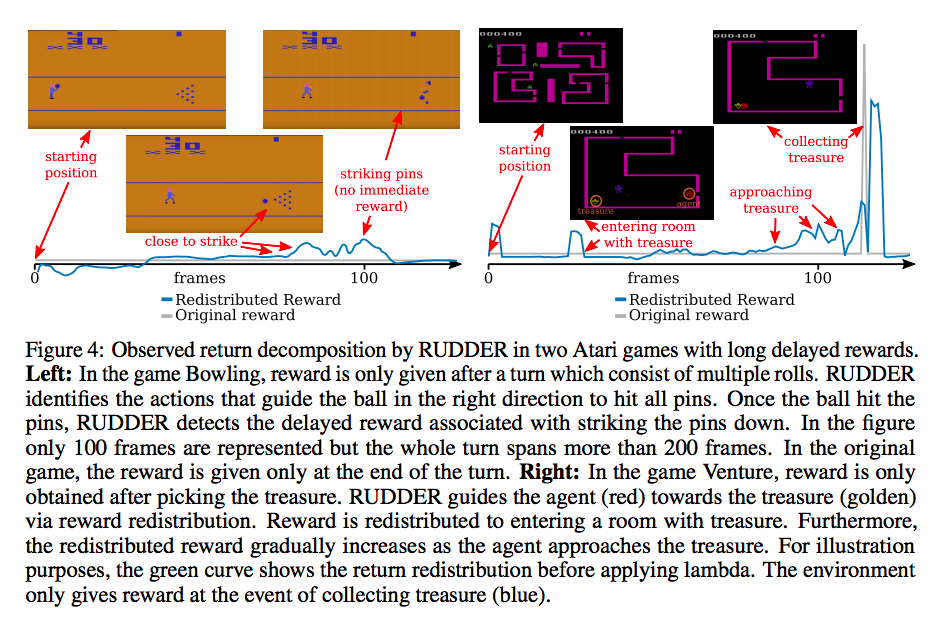 30
30
000400
000400
starting
position
striking pins
(no immediate
reward)
30
starting
position
000400
collecting
treasure
approaching
treasure
treasure
agent
close to strike
entering room
with treasure
0
frames
100
0
frames
100
Redistributed Reward
Original reward
Redistributed Reward
Original reward
Figure 4: Observed return decomposition by RUDDER in two Atari games with long delayed rewards.
Left: In the game Bowling, reward is only given after a turn which consist of multiple rolls. RUDDER
identifies the actions that guide the ball in the right direction to hit all pins. Once the ball hit the
pins, RUDDER detects the delayed reward associated with striking the pins down. In the figure
only 100 frames are represented but the whole turn spans more than 200 frames. In the original
game, the reward is given only at the end of the turn. Right: In the game Venture, reward is only
obtained after picking the treasure. RUDDER guides the agent (red) towards the treasure (golden)
via reward redistribution. Reward is redistributed to entering a room with treasure. Furthermore,
the redistributed reward gradually increases as the agent approaches the treasure. For illustration
purposes, the green curve shows the return redistribution before applying lambda. The environment
only gives reward at the event of collecting treasure (blue).